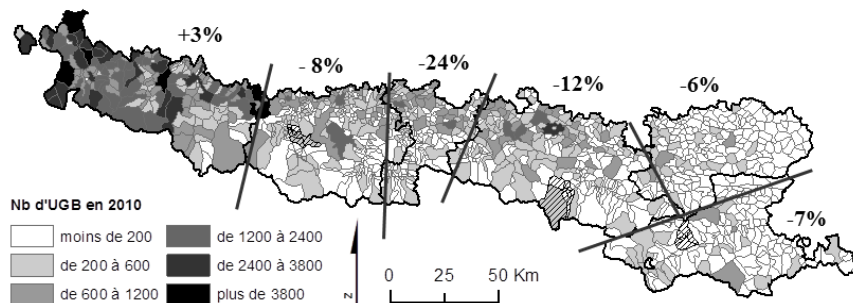 +3%
- 8%
-24%
-12%
-6%
-7%
Nb d'UGB en 2010
moins de 200
de 1200 à 2400
de 200 à 600
de 2400 à 3800
de 600 à 1200
plus de 3800
N
0 25 50 Km